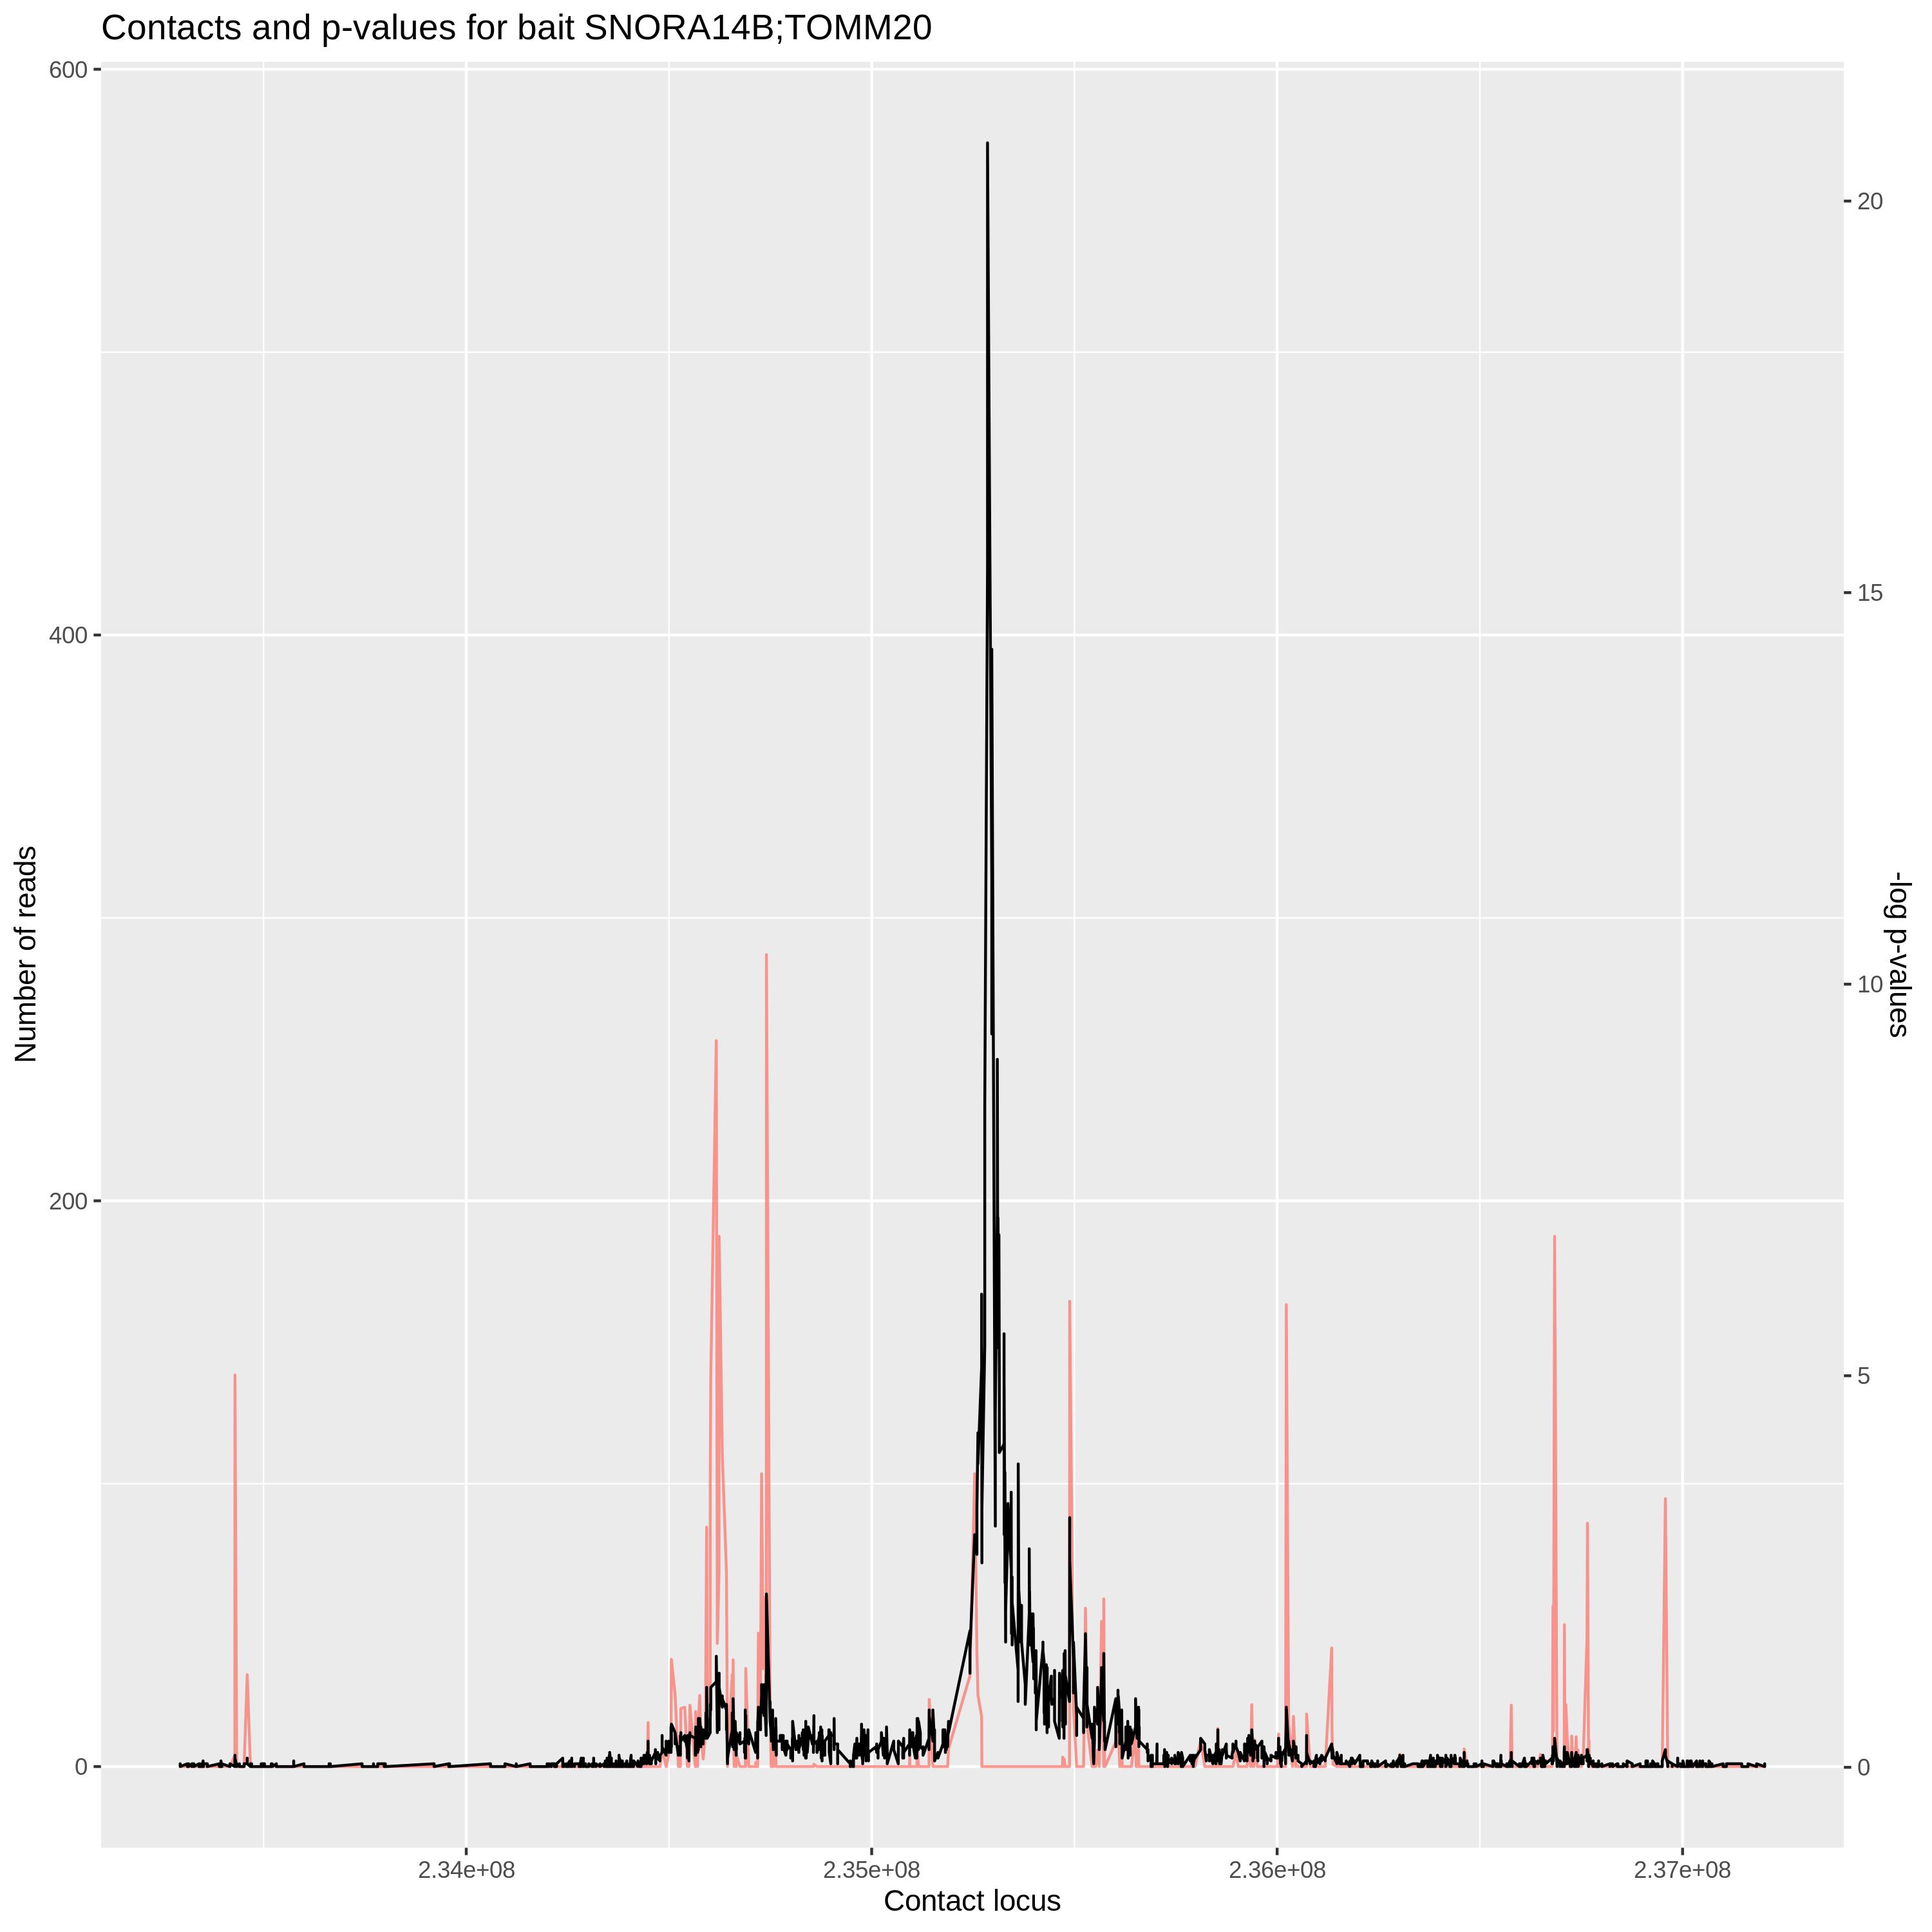 Contacts and p-values for bait SNORA14B;TOMM20
600
400
200
0
Number of reads
20
15
10
5
0
-log p-values
2.34e+08
2.35e+08
2.36e+08
2.37e+08
Contact locus